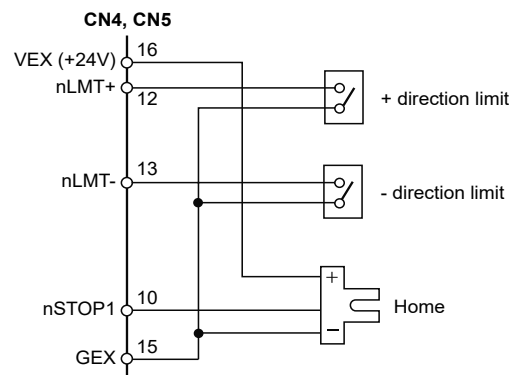 CN4, CN5
VEX (+24V) 16
nLMT+ 12
+ direction limit
nLMT- 13
- direction limit
+
nSTOP1 10
Home
−
GEX 15